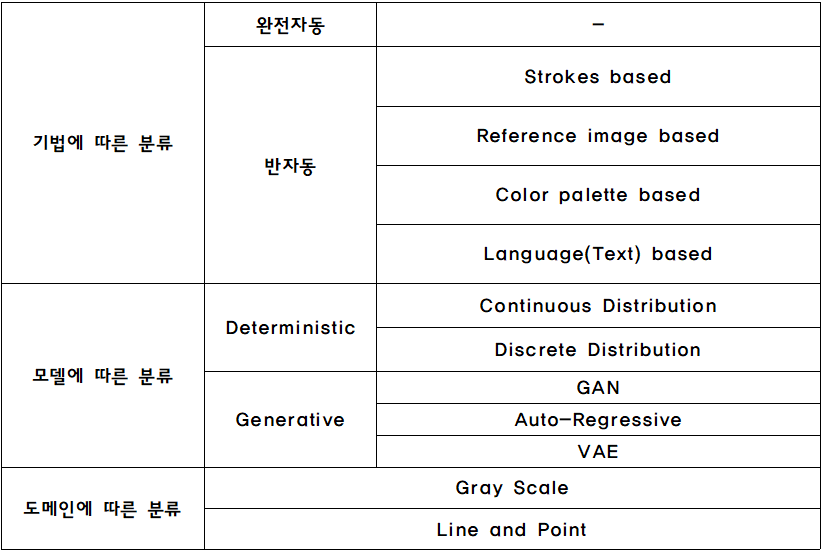 기법에 따른 분류
완전자동
-
반자동
Strokes based
Reference image based
Color palette based
Language(Text) based
모델에 따른 분류
Deterministic
Continuous Distribution
Discrete Distribution
Generative
GAN
Auto-Regressive
VAE
도메인에 따른 분류
Gray Scale
Line and Point